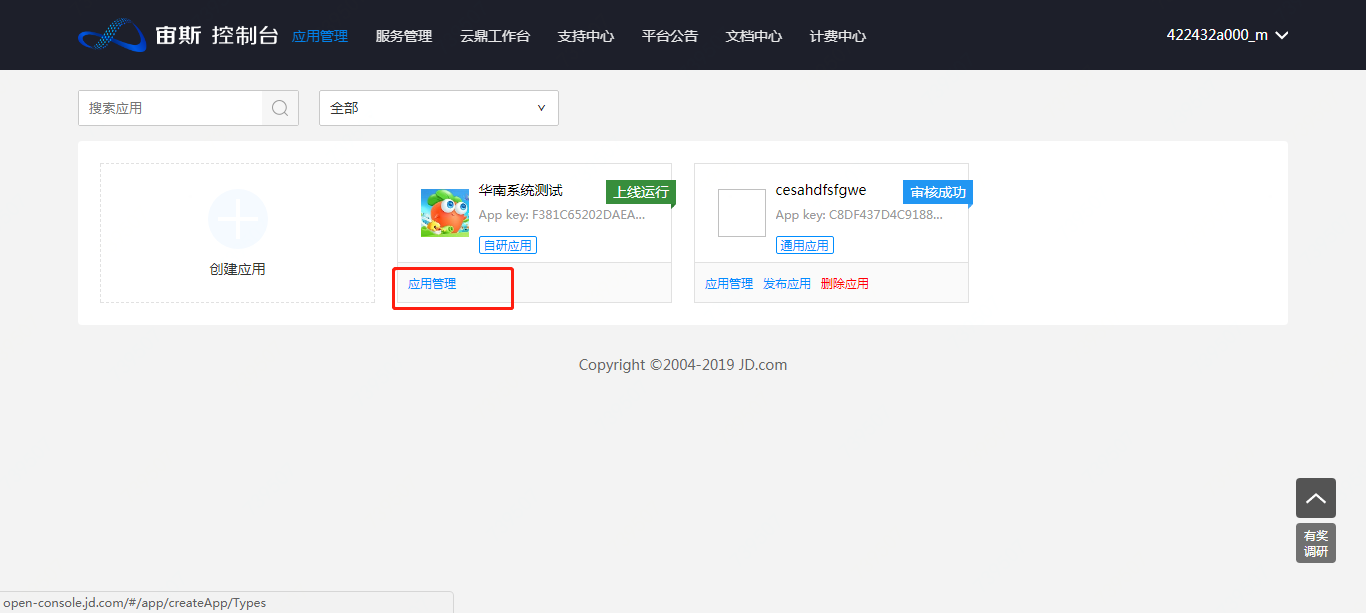 宙斯 控制台 应用管理 服务管理 云鼎工作台 支持中心 平台公告 文档中心 计费中心 422432a000_m
搜索应用 全部
创建应用
华南系统测试 上线运行
App key: F381C65202DAEA...
自研应用
应用管理
cesahdfsfgwe 审核成功
App key: C8DF437D4C9188...
通用应用
应用管理 发布应用 删除应用
Copyright ©2004-2019 JD.com
有奖
调研
open-console.jd.com/#/app/createApp/Types